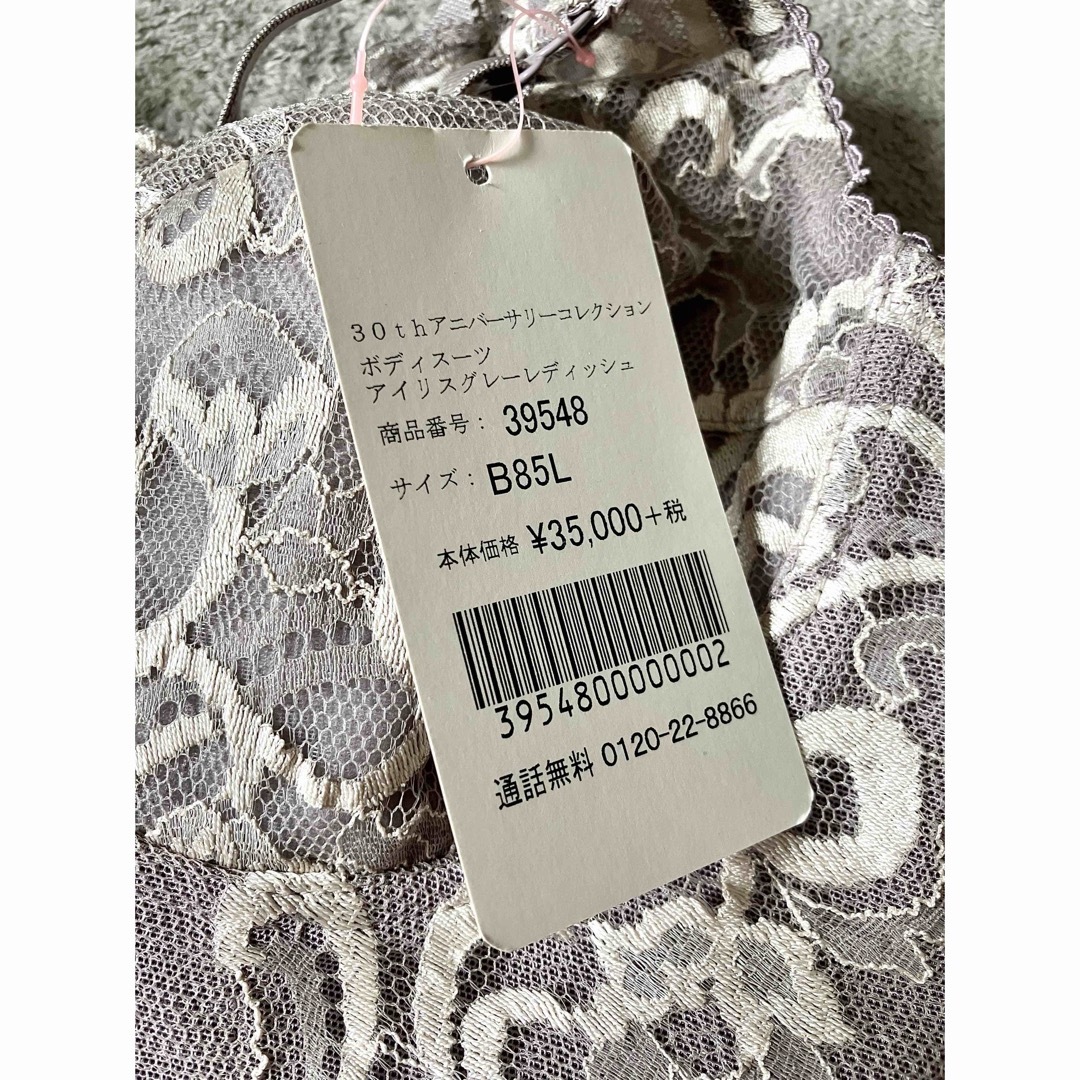 30thアニバーサリーコレクション
ボディスーツ
アイリスグレーレディッシュ
商品番号： 39548
サイズ： B85L
本体価格 ¥35,000+税
3954800000002
通話無料 0120-22-8866